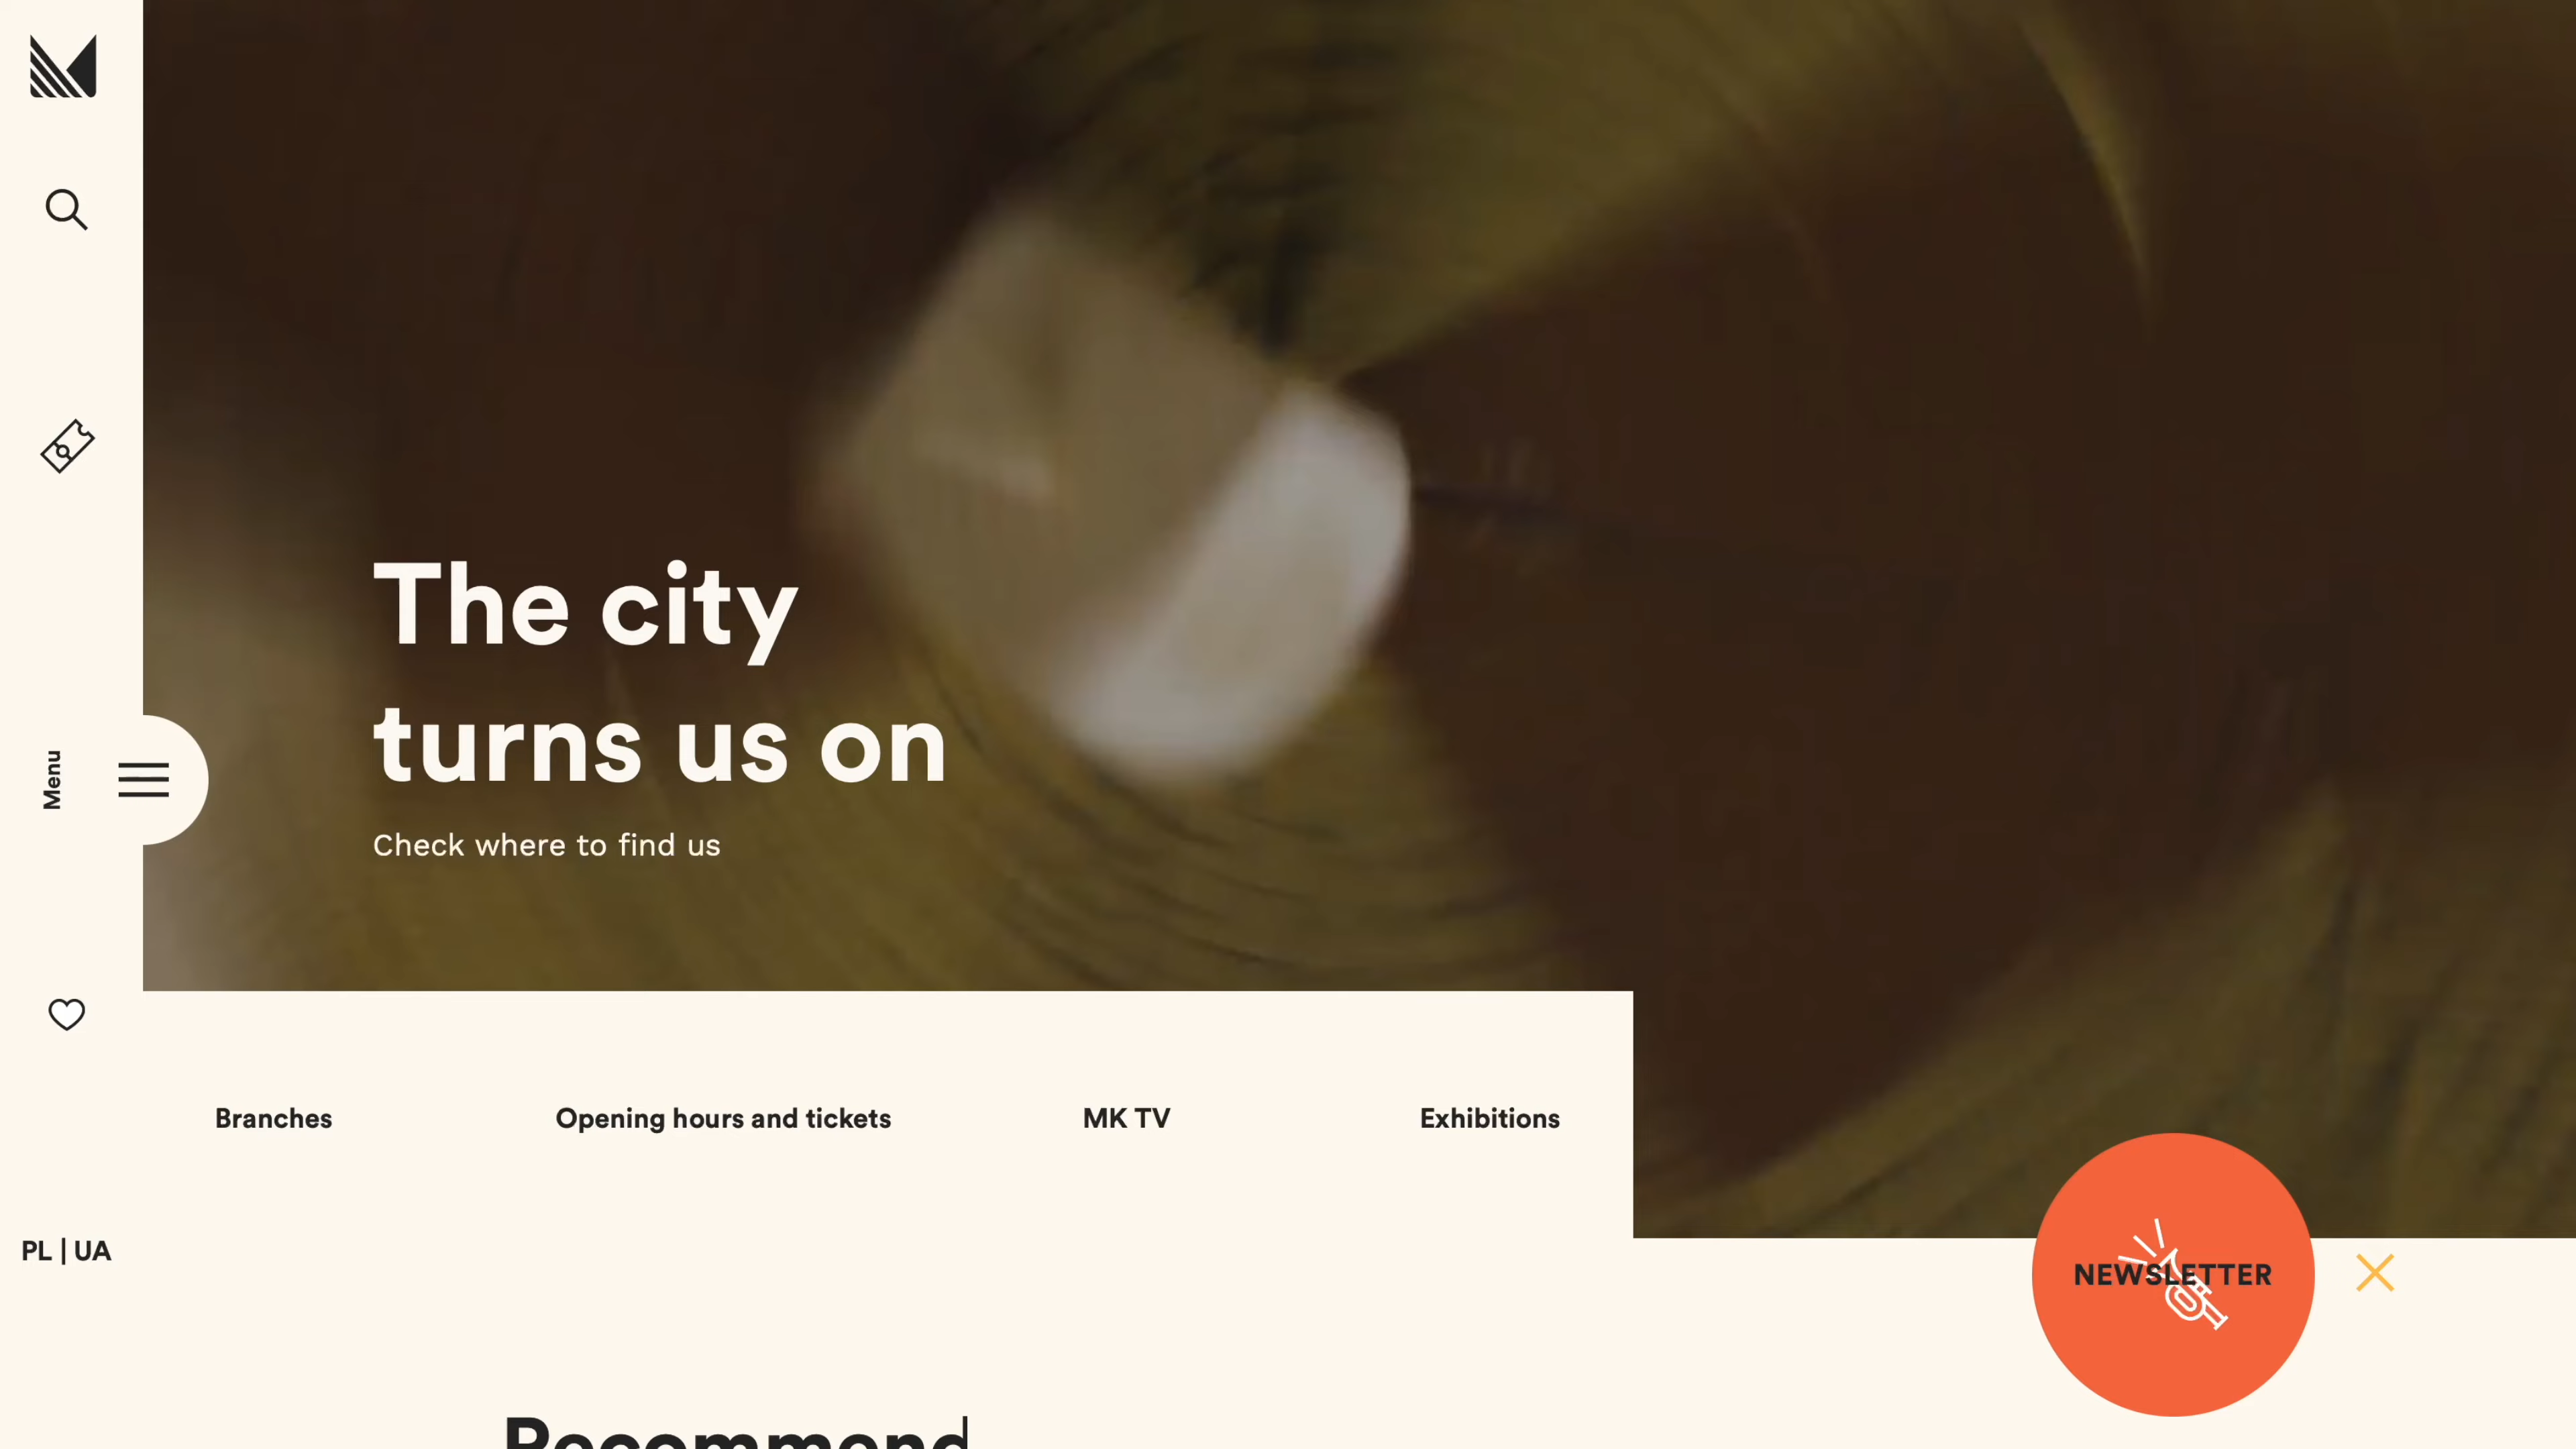 The city
turns us on
Check where to find us
Menu
Branches
Opening hours and tickets
MK TV
Exhibitions
PL | UA
NEWSLETTER
Recommend